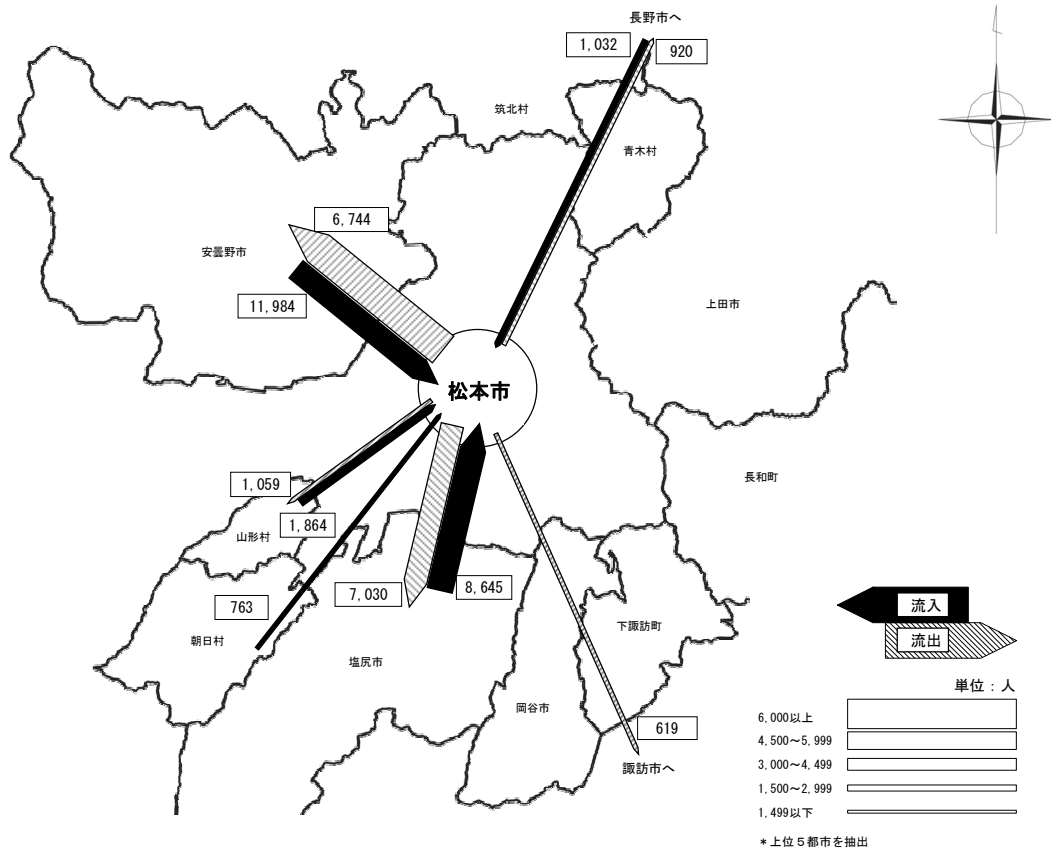 長野市へ
1,032
920
筑北村
青木村
6,744
安曇野市
11,984
上田市
松本市
長和町
1,059
1,864
山形村
763
7,030
8,645
朝日村
塩尻市
下諏訪町
岡谷市
619
諏訪市へ
流入
流出
単位：人
6,000以上
4,500～5,999
3,000～4,499
1,500～2,999
1,499以下
＊上位５都市を抽出